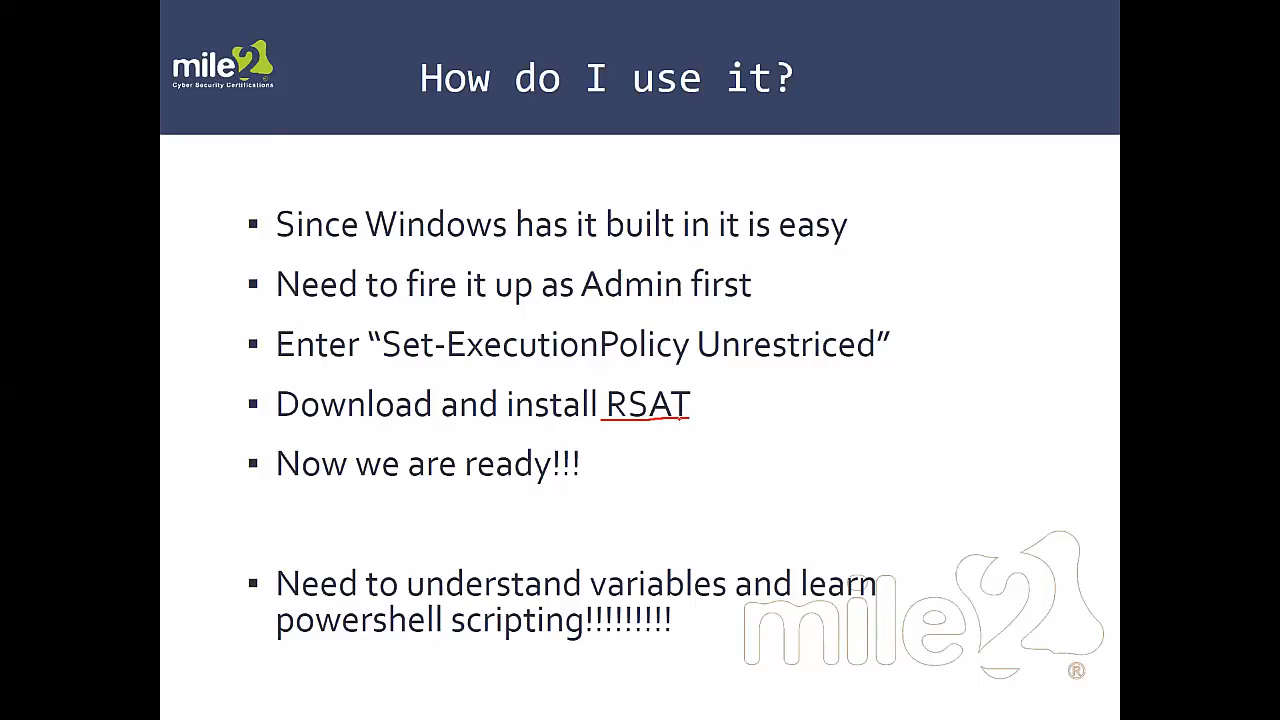 mile2
Cyber Security Certifications
How do I use it?
▪ Since Windows has it built in it is easy
▪ Need to fire it up as Admin first
▪ Enter “Set-ExecutionPolicy Unrestriced”
▪ Download and install RSAT
▪ Now we are ready!!!
▪ Need to understand variables and learn
powershell scripting!!!!!!!!!
mile2
®